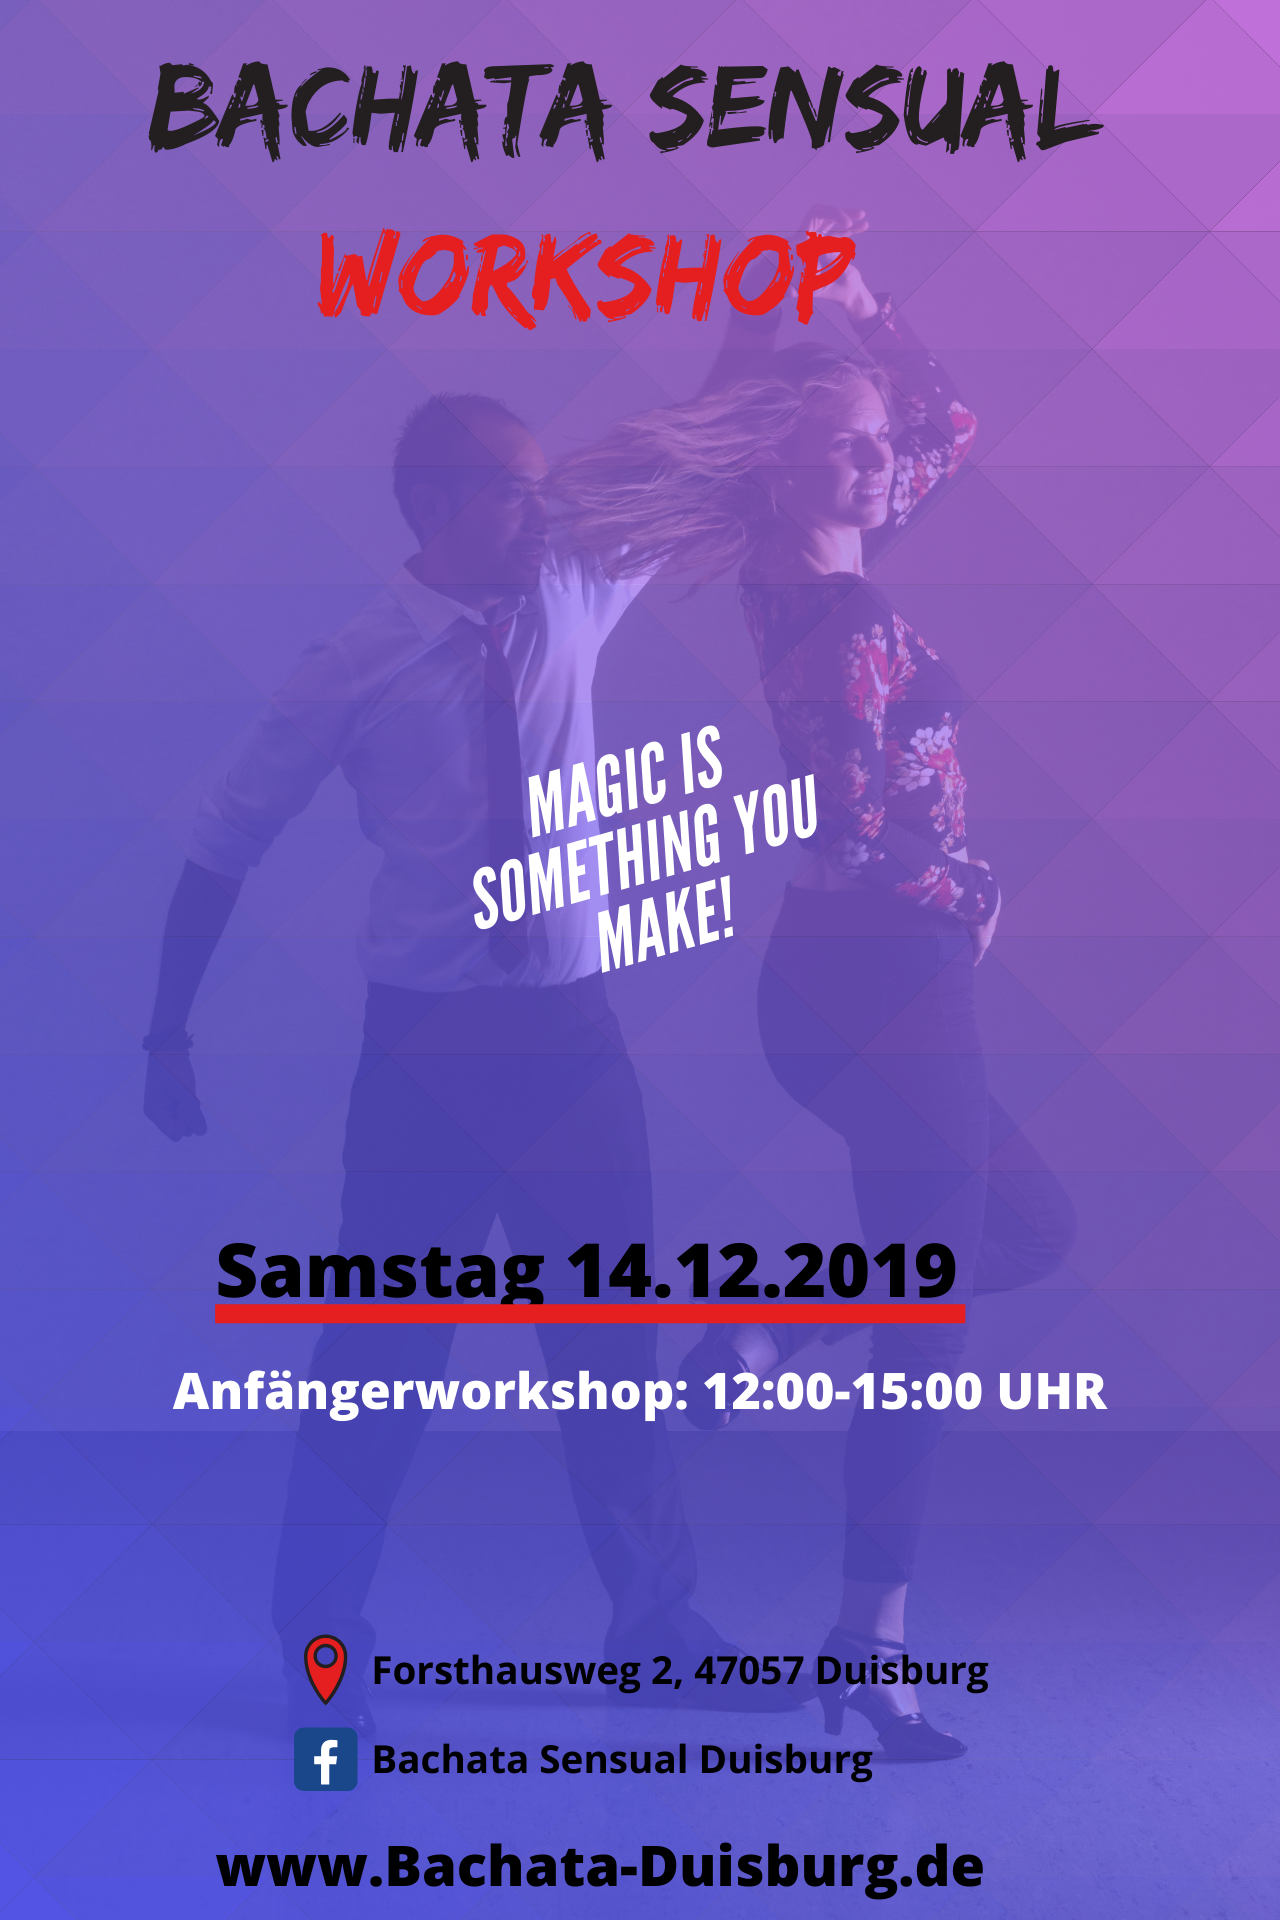 BACHATA SENSUAL
WORKSHOP
MAGIC IS
SOMETHING YOU
MAKE!
Samstag 14.12.2019
Anfängerworkshop: 12:00-15:00 UHR
Forsthausweg 2, 47057 Duisburg
Bachata Sensual Duisburg
www.Bachata-Duisburg.de